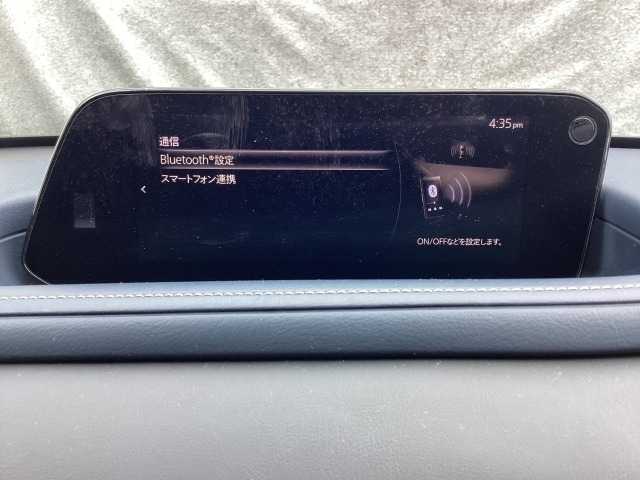 4:35pm
通信
Bluetooth®設定
スマートフォン連携
ON/OFFなどを設定します。